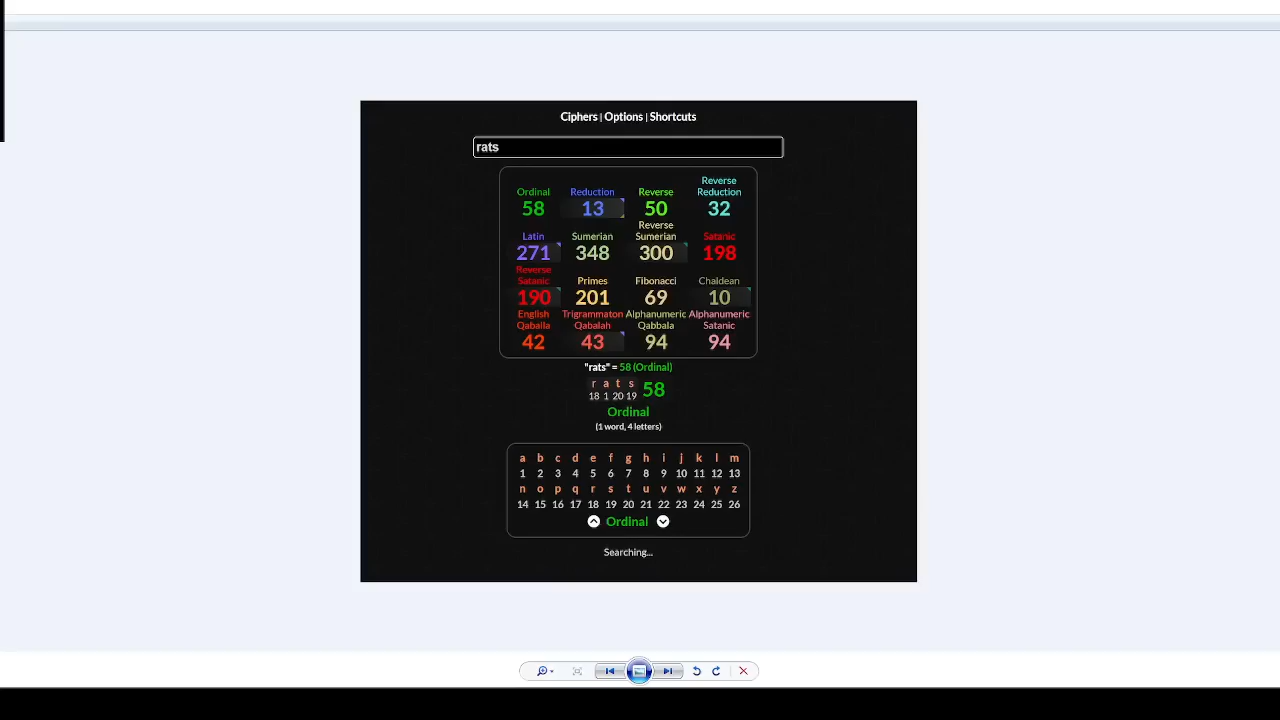 Ciphers | Options | Shortcuts
rats
Ordinal Reduction Reverse Reverse Reduction
58 13 50 32
Latin Sumerian Reverse Sumerian Satanic
271 348 300 198
Reverse Satanic Primes Fibonacci Chaldean
190 201 69 10
English Qaballa Trigrammaton Qabalah Alphanumeric Qabbala Alphanumeric Satanic
42 43 94 94
"rats" = 58 (Ordinal)
r a t s 58
18 1 20 19
Ordinal
(1 word, 4 letters)
a b c d e f g h i j k l m
1 2 3 4 5 6 7 8 9 10 11 12 13
n o p q r s t u v w x y z
14 15 16 17 18 19 20 21 22 23 24 25 26
Ordinal
Searching...